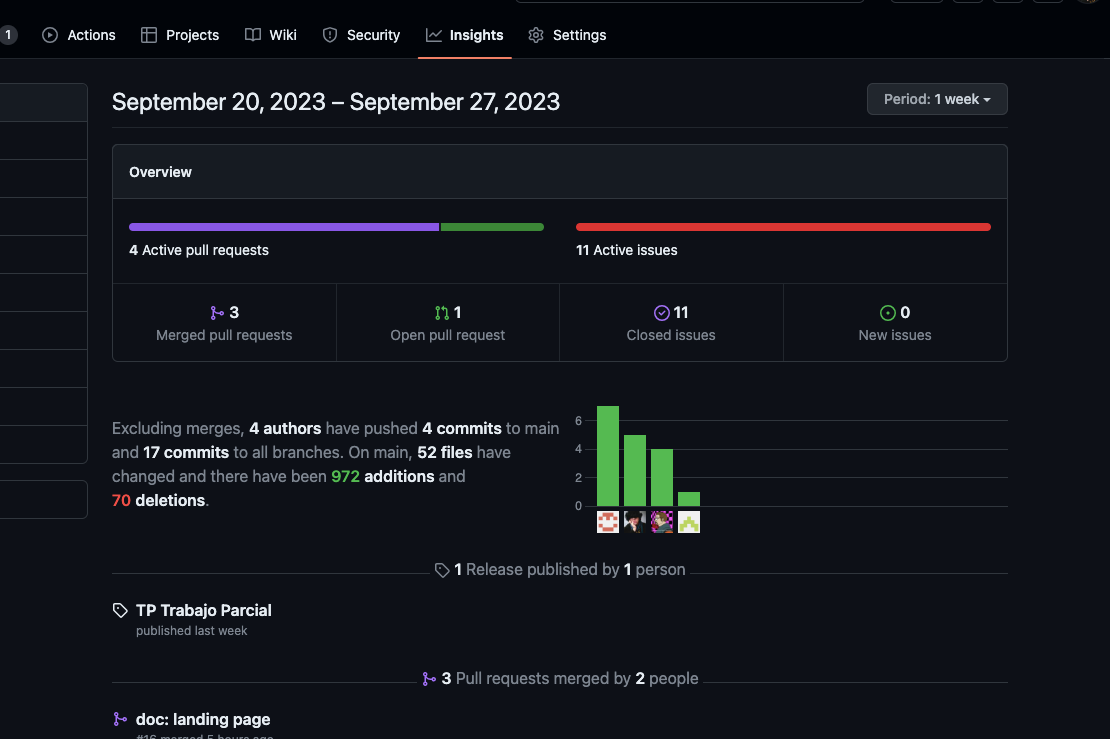 1 Actions Projects Wiki Security Insights Settings
September 20, 2023 – September 27, 2023
Period: 1 week
Overview
4 Active pull requests
11 Active issues
3
Merged pull requests
1
Open pull request
11
Closed issues
0
New issues
Excluding merges, 4 authors have pushed 4 commits to main
and 17 commits to all branches. On main, 52 files have
changed and there have been 972 additions and
70 deletions.
6
4
2
0
1 Release published by 1 person
TP Trabajo Parcial
published last week
3 Pull requests merged by 2 people
doc: landing page
#16 merged 5 hours ago